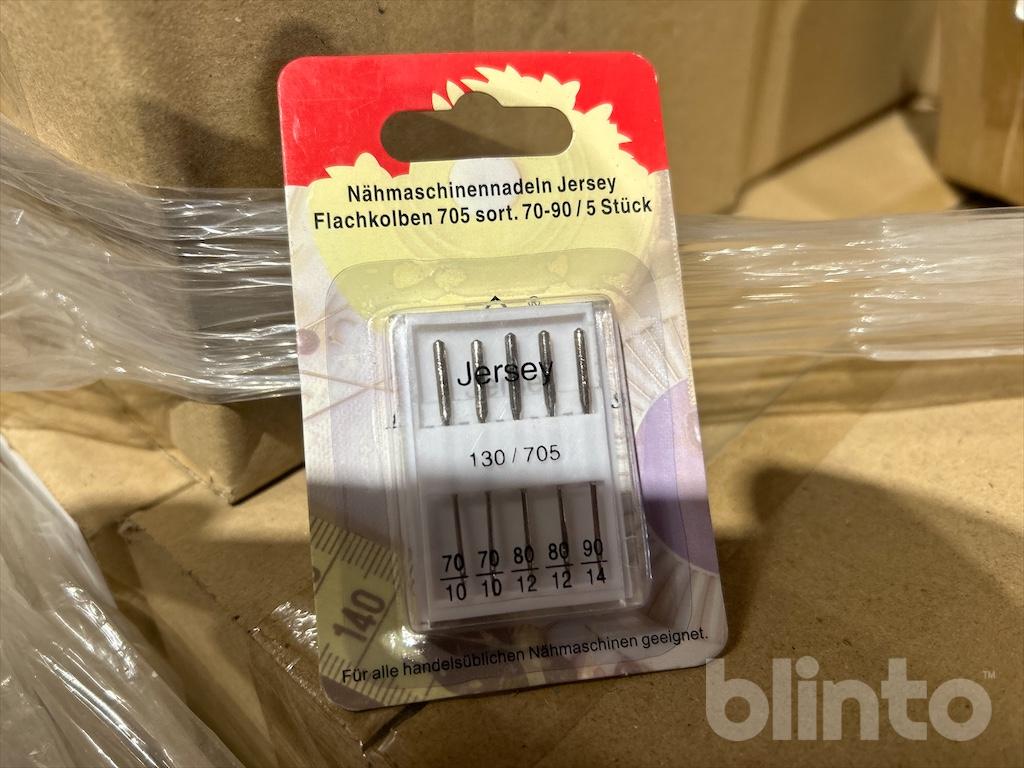 Nähmaschinennadeln Jersey
Flachkolben 705 sort. 70-90 / 5 Stück
Jersey
130 / 705
70 70 80 80 90
10 10 12 12 14
140
Für alle handelsüblichen Nähmaschinen geeignet.
blinto™